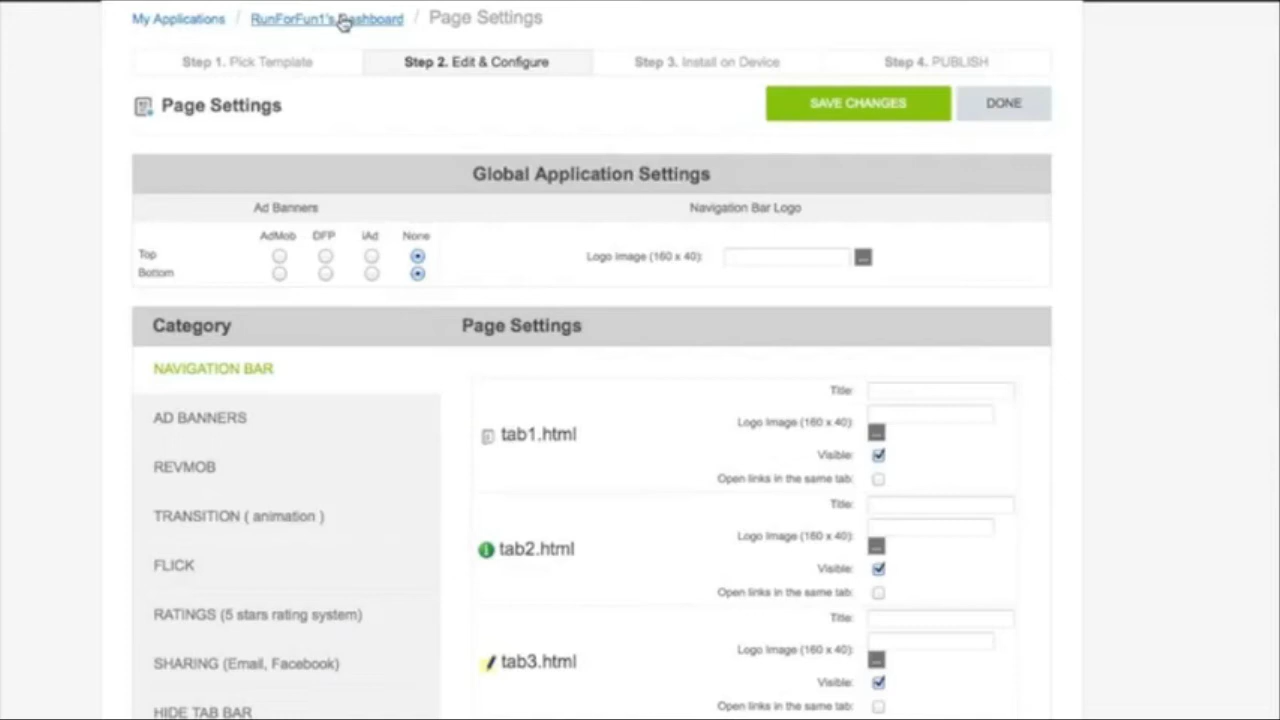 My Applications / RunForFun1's Dashboard / Page Settings
Step 1. Pick Template Step 2. Edit & Configure Step 3. Install on Device Step 4. PUBLISH
Page Settings SAVE CHANGES DONE
Global Application Settings
Ad Banners Navigation Bar Logo
AdMob DFP iAd None
Top
Logo Image (160 x 40): ...
Bottom
Category Page Settings
NAVIGATION BAR
AD BANNERS
REVMOB
TRANSITION ( animation )
FLICK
RATINGS (5 stars rating system)
SHARING (Email, Facebook)
HIDE TAB BAR
Title:
tab1.html
Logo Image (160 x 40):
...
Visible:
Open links in the same tab:
Title:
tab2.html
Logo Image (160 x 40):
...
Visible:
Open links in the same tab:
Title:
tab3.html
Logo Image (160 x 40):
...
Visible:
Open links in the same tab: